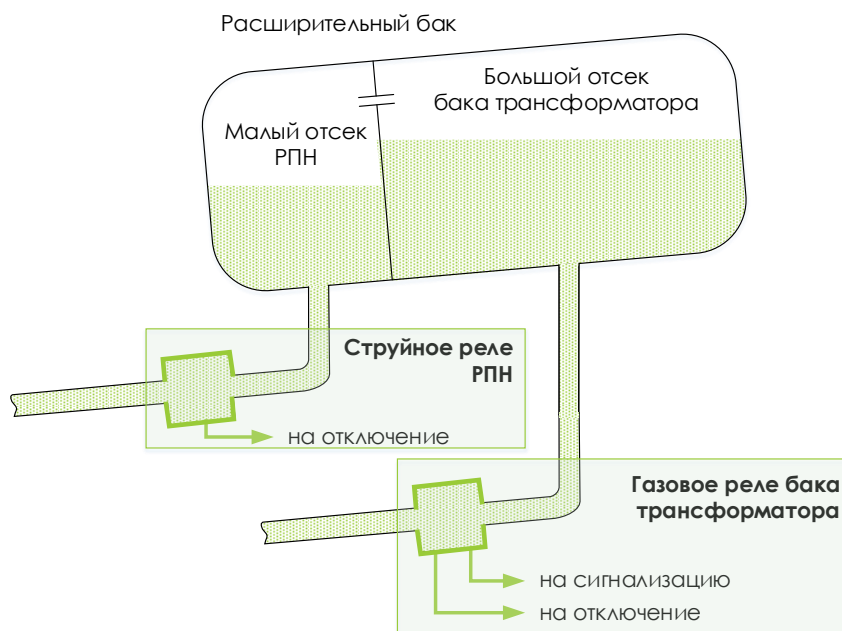 Расширительный бак
Большой отсек
бака трансформатора
Малый отсек
РПН
Струйное реле
РПН
на отключение
Газовое реле бака
трансформатора
на сигнализацию
на отключение